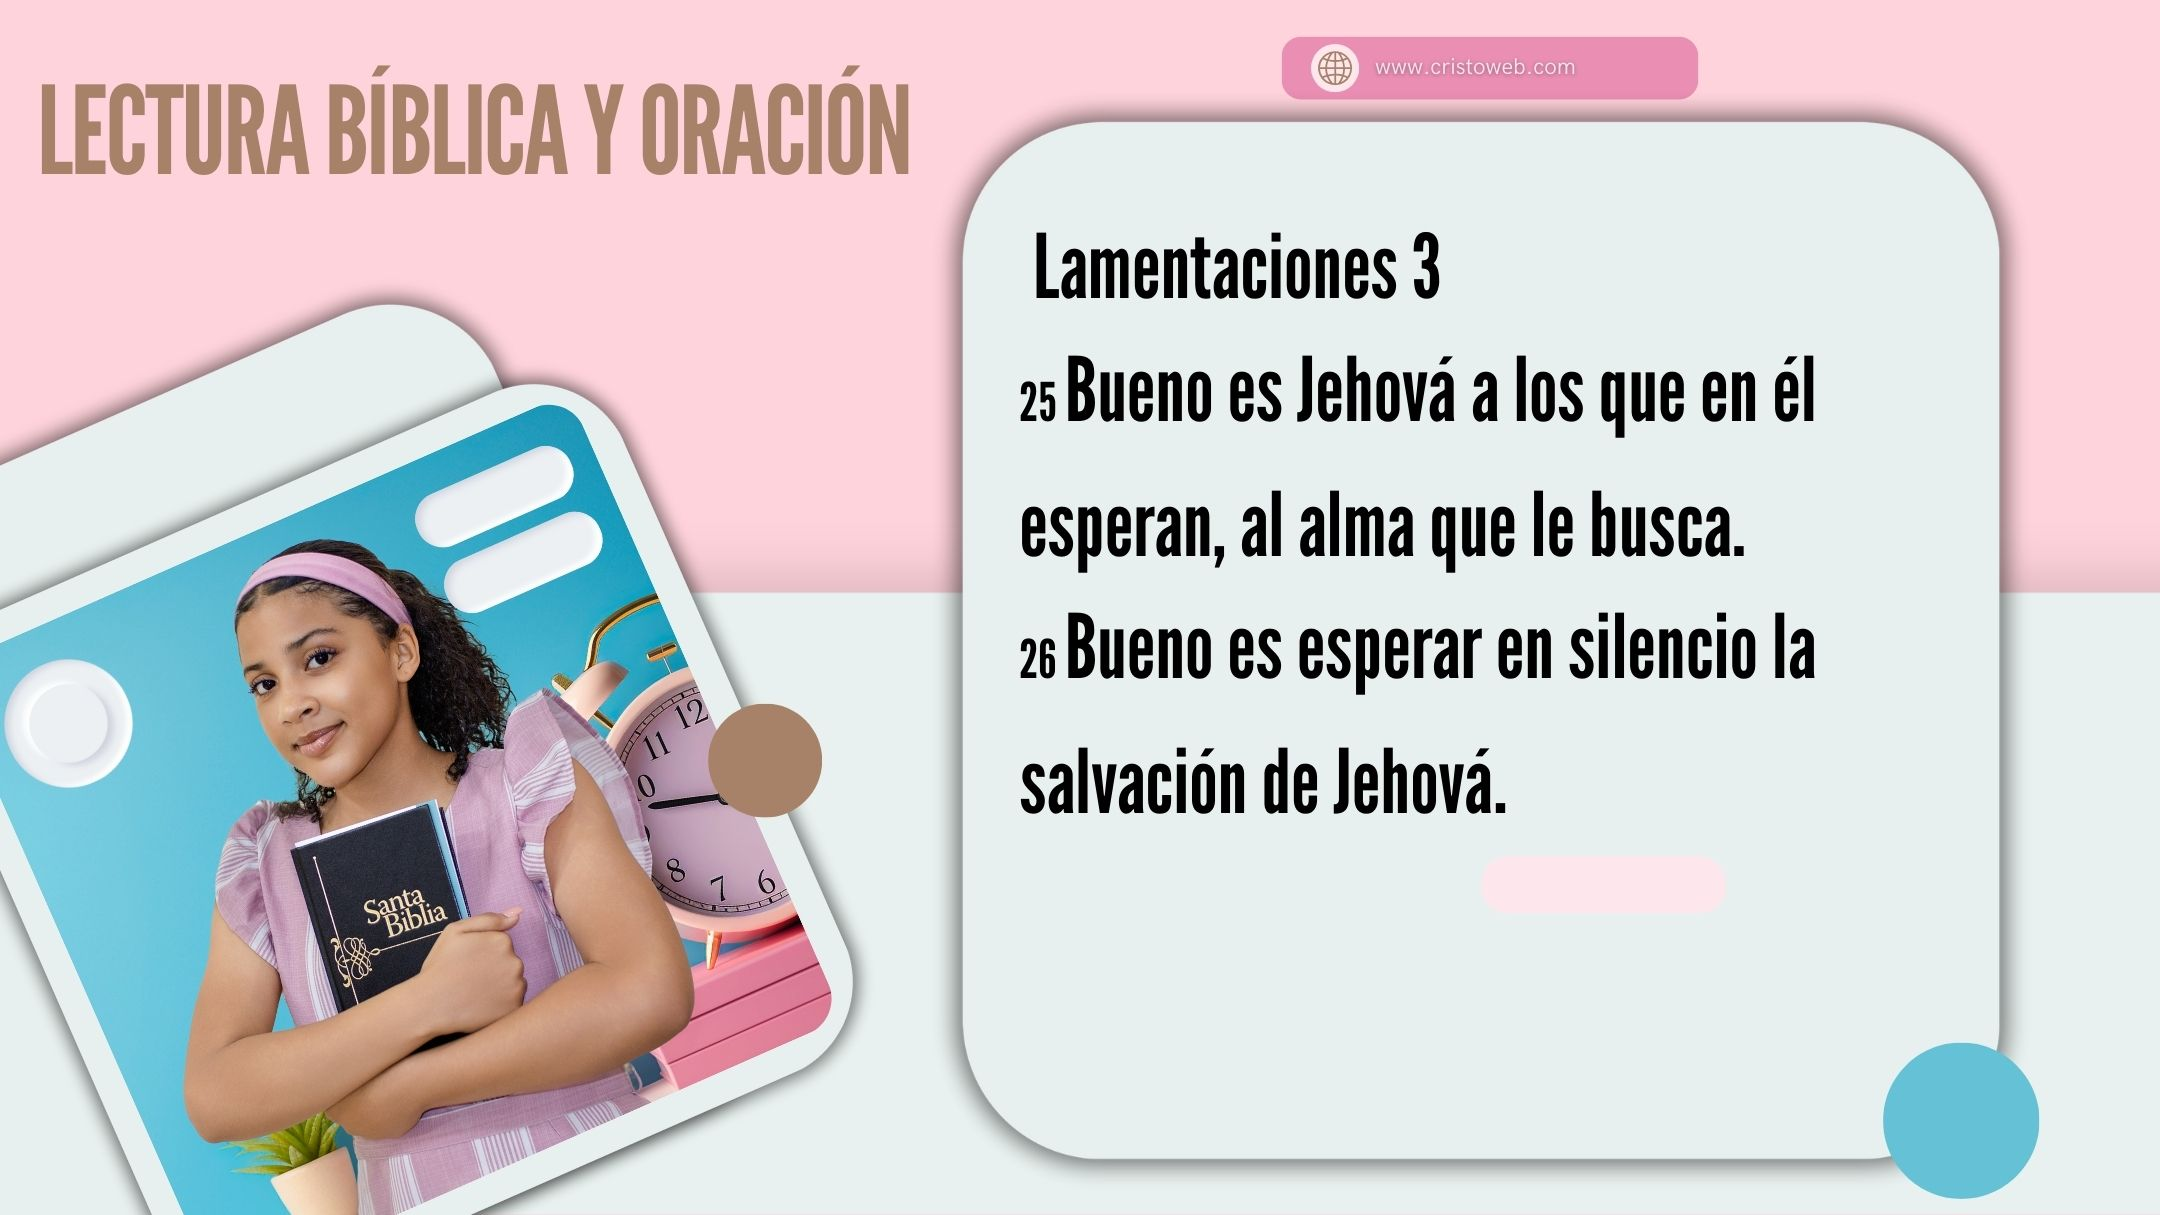 LECTURA BÍBLICA Y ORACIÓN
www.cristoweb.com
Lamentaciones 3
25 Bueno es Jehová a los que en él
esperan, al alma que le busca.
26 Bueno es esperar en silencio la
salvación de Jehová.
Santa
Biblia
12
11
10
8
7
6